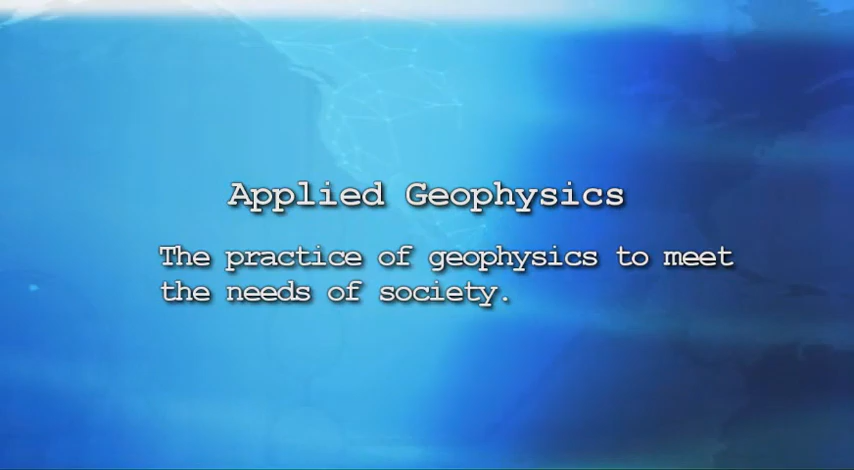 Applied Geophysics
The practice of geophysics to meet
the needs of society.